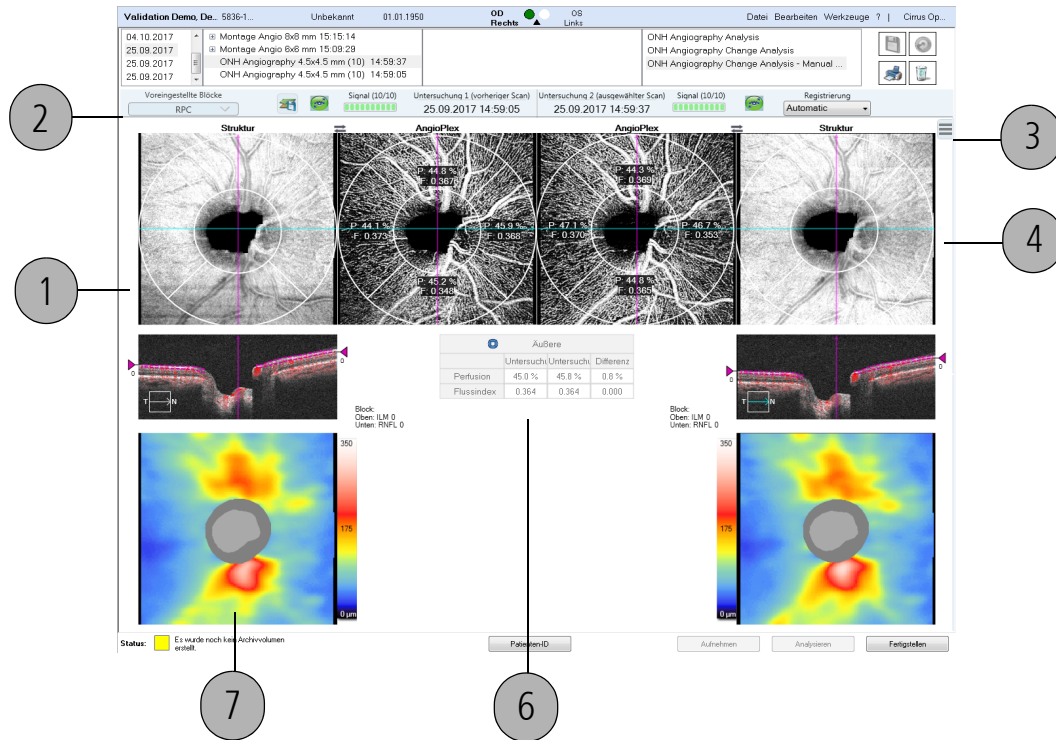 Validation Demo, De... 5836-1... Unbekannt 01.01.1950 OD Rechts OS Links Datei Bearbeiten Werkzeuge ? | Cirrus Op...
04.10.2017
25.09.2017
25.09.2017
25.09.2017
Montage Angio 8x8 mm 15:15:14
Montage Angio 6x6 mm 15:09:29
ONH Angiography 4.5x4.5 mm (10) 14:59:37
ONH Angiography 4.5x4.5 mm (10) 14:59:05
ONH Angiography Analysis
ONH Angiography Change Analysis
ONH Angiography Change Analysis - Manual ...
Voreingestellte Blöcke
RPC
Signal (10/10)
Untersuchung 1 (vorheriger Scan)
25.09.2017 14:59:05
Untersuchung 2 (ausgewählter Scan)
25.09.2017 14:59:37
Signal (10/10)
Registrierung
Automatic
2
3
Struktur AngioPlex AngioPlex Struktur
P: 44.8 %
F: 0.367
P: 44.1 %
F: 0.373
P: 45.9 %
F: 0.368
P: 45.2 %
F: 0.348
P: 44.3 %
F: 0.369
P: 47.1 %
F: 0.370
P: 46.7 %
F: 0.353
P: 44.8 %
F: 0.365
4
1
Äußere
Untersuchu Untersuchu Differenz
Perfusion 45.0 % 45.8 % 0.8 %
Flussindex 0.364 0.364 0.000
0 0
T N
0 0
T N
Block:
Oben: ILM 0
Unten: RNFL 0
Block:
Oben: ILM 0
Unten: RNFL 0
350
175
0 µm
350
175
0 µm
Status: Es wurde noch kein Archivvolumen
erstellt.
Patienten-ID Aufnehmen Analysieren Fertigstellen
7
6